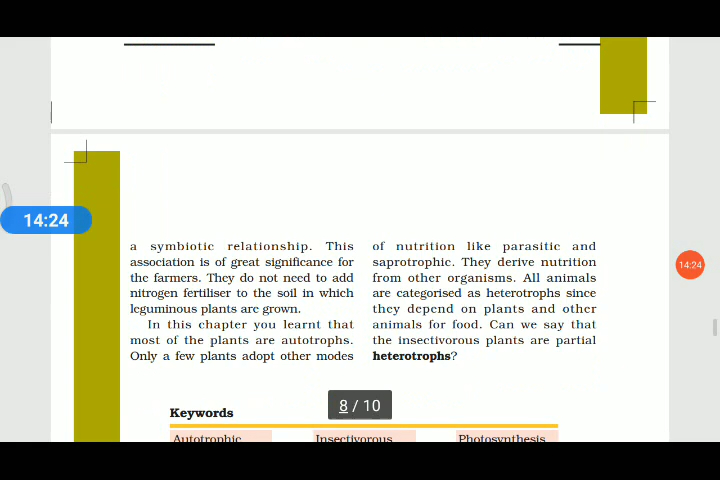 14:24
14:24
a symbiotic relationship. This
association is of great significance for
the farmers. They do not need to add
nitrogen fertiliser to the soil in which
leguminous plants are grown.
In this chapter you learnt that
most of the plants are autotrophs.
Only a few plants adopt other modes
of nutrition like parasitic and
saprotrophic. They derive nutrition
from other organisms. All animals
are categorised as heterotrophs since
they depend on plants and other
animals for food. Can we say that
the insectivorous plants are partial
heterotrophs?
8 / 10
Keywords
Autotrophic
Insectivorous
Photosynthesis